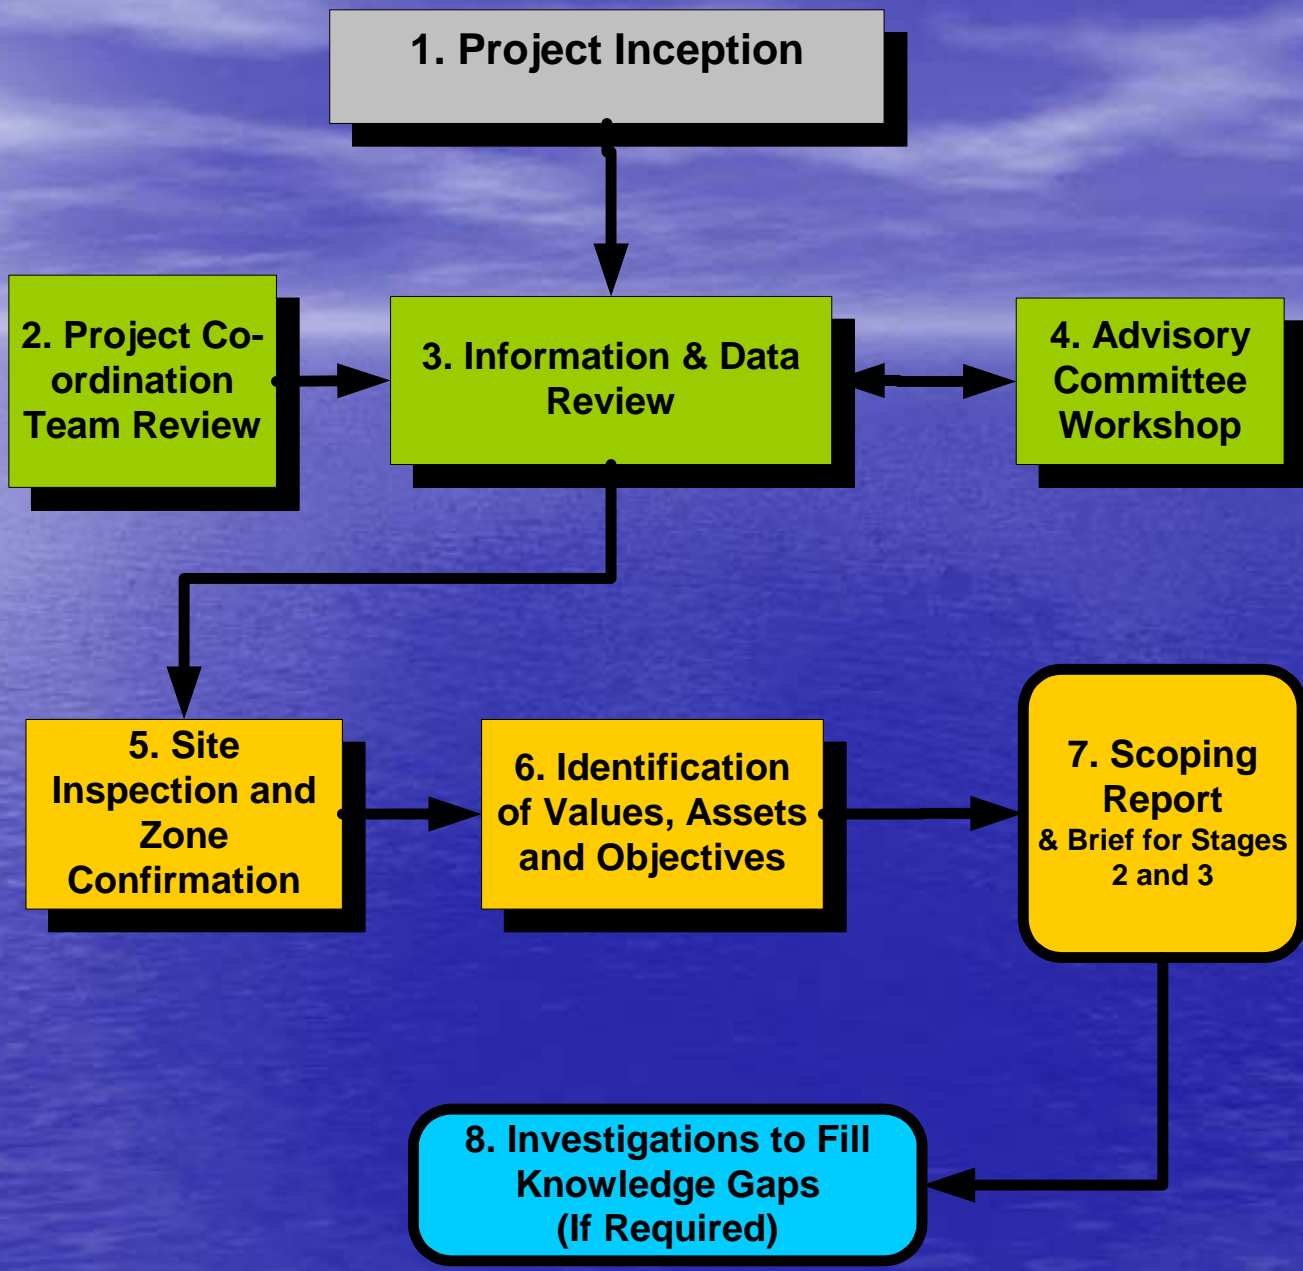 1. Project Inception
2. Project Co-
ordination
Team Review
3. Information & Data
Review
4. Advisory
Committee
Workshop
5. Site
Inspection and
Zone
Confirmation
6. Identification
of Values, Assets
and Objectives
7. Scoping
Report
& Brief for Stages
2 and 3
8. Investigations to Fill
Knowledge Gaps
(If Required)